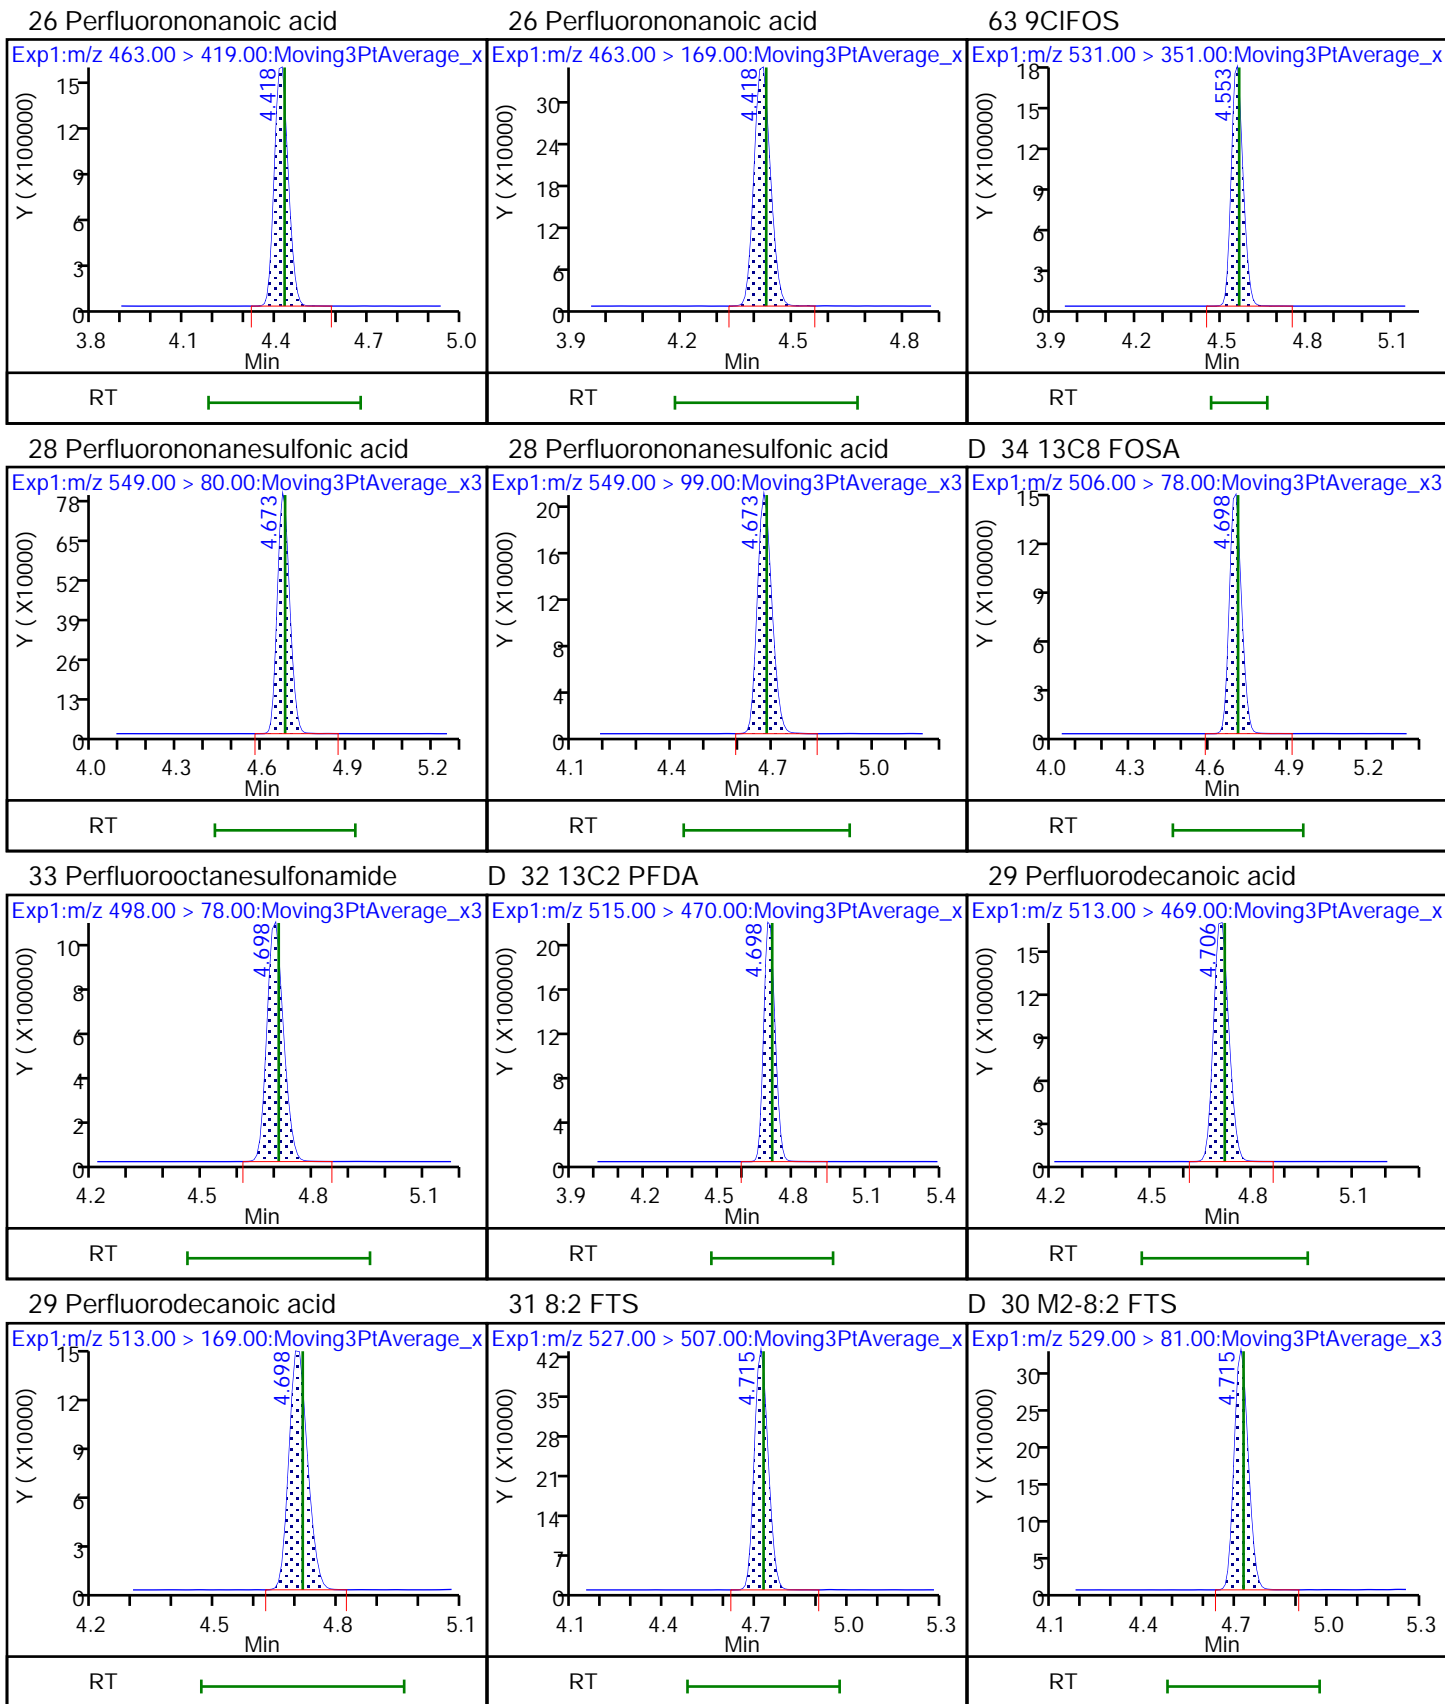 26 Perfluorononanoic acid
Exp1:m/z 463.00 > 419.00:Moving3PtAverage_x
4.418
Y ( X100000)
15
12
9
6
3
0
3.8 4.1 4.4 4.7 5.0
Min
RT
26 Perfluorononanoic acid
Exp1:m/z 463.00 > 169.00:Moving3PtAverage_x
4.418
Y ( X10000)
30
24
18
12
6
0
3.9 4.2 4.5 4.8
Min
RT
63 9ClFOS
Exp1:m/z 531.00 > 351.00:Moving3PtAverage_x
4.553
Y ( X100000)
18
15
12
9
6
3
0
3.9 4.2 4.5 4.8 5.1
Min
RT
28 Perfluorononanesulfonic acid
Exp1:m/z 549.00 > 80.00:Moving3PtAverage_x3
4.673
Y ( X10000)
78
65
52
39
26
13
0
4.0 4.3 4.6 4.9 5.2
Min
RT
28 Perfluorononanesulfonic acid
Exp1:m/z 549.00 > 99.00:Moving3PtAverage_x3
4.673
Y ( X10000)
20
16
12
8
4
0
4.1 4.4 4.7 5.0
Min
RT
D 34 13C8 FOSA
Exp1:m/z 506.00 > 78.00:Moving3PtAverage_x3
4.698
Y ( X100000)
15
12
9
6
3
0
4.0 4.3 4.6 4.9 5.2
Min
RT
33 Perfluorooctanesulfonamide
Exp1:m/z 498.00 > 78.00:Moving3PtAverage_x3
4.698
Y ( X100000)
10
8
6
4
2
0
4.2 4.5 4.8 5.1
Min
RT
D 32 13C2 PFDA
Exp1:m/z 515.00 > 470.00:Moving3PtAverage_x
4.698
Y ( X100000)
20
16
12
8
4
0
3.9 4.2 4.5 4.8 5.1 5.4
Min
RT
29 Perfluorodecanoic acid
Exp1:m/z 513.00 > 469.00:Moving3PtAverage_x
4.706
Y ( X100000)
15
12
9
6
3
0
4.2 4.5 4.8 5.1
Min
RT
29 Perfluorodecanoic acid
Exp1:m/z 513.00 > 169.00:Moving3PtAverage_x
4.698
Y ( X10000)
15
12
9
6
3
0
4.2 4.5 4.8 5.1
Min
RT
31 8:2 FTS
Exp1:m/z 527.00 > 507.00:Moving3PtAverage_x
4.715
Y ( X10000)
42
35
28
21
14
7
0
4.1 4.4 4.7 5.0 5.3
Min
RT
D 30 M2-8:2 FTS
Exp1:m/z 529.00 > 81.00:Moving3PtAverage_x3
4.715
Y ( X10000)
30
25
20
15
10
5
0
4.1 4.4 4.7 5.0 5.3
Min
RT